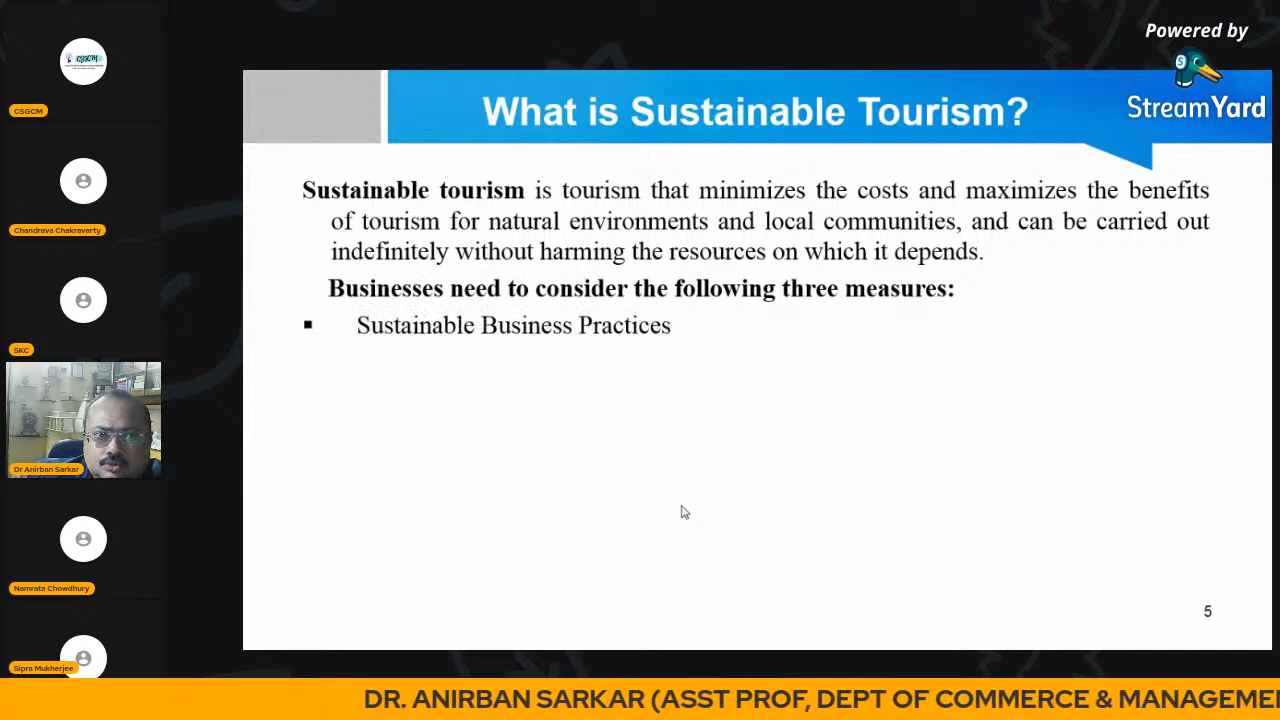 Powered by
StreamYard
CSGCM
Chandrava Chakravarty
SKC
Dr Anirban Sarkar
Namrata Chowdhury
Sipra Mukherjee
What is Sustainable Tourism?
Sustainable tourism is tourism that minimizes the costs and maximizes the benefits
of tourism for natural environments and local communities, and can be carried out
indefinitely without harming the resources on which it depends.
Businesses need to consider the following three measures:
▪ Sustainable Business Practices
5
DR. ANIRBAN SARKAR (ASST PROF, DEPT OF COMMERCE & MANAGEME